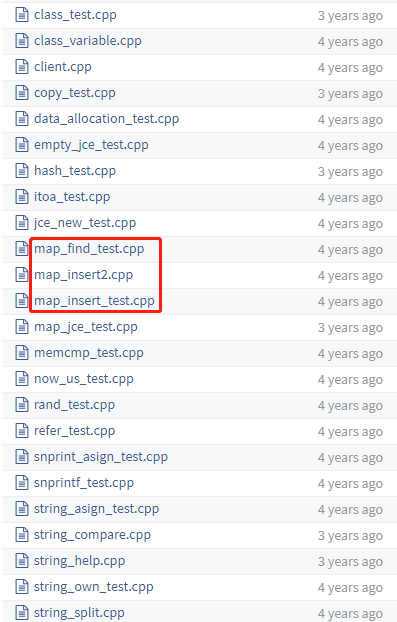 class_test.cpp 3 years ago
class_variable.cpp 4 years ago
client.cpp 4 years ago
copy_test.cpp 3 years ago
data_allocation_test.cpp 4 years ago
empty_jce_test.cpp 4 years ago
hash_test.cpp 3 years ago
itoa_test.cpp 4 years ago
jce_new_test.cpp 4 years ago
map_find_test.cpp 4 years ago
map_insert2.cpp 4 years ago
map_insert_test.cpp 4 years ago
map_jce_test.cpp 3 years ago
memcmp_test.cpp 4 years ago
now_us_test.cpp 4 years ago
rand_test.cpp 4 years ago
refer_test.cpp 4 years ago
snprint_asign_test.cpp 4 years ago
snprintf_test.cpp 4 years ago
string_asign_test.cpp 4 years ago
string_compare.cpp 3 years ago
string_help.cpp 3 years ago
string_own_test.cpp 4 years ago
string_split.cpp 4 years ago